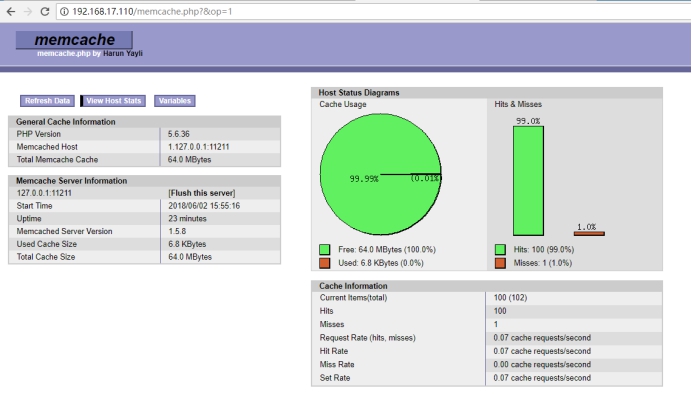 192.168.17.110/memcache.php?&op=1
memcache
memcache.php by Harun Yayli
Refresh Data View Host Stats Variables
General Cache Information
PHP Version 5.6.36
Memcached Host 1.127.0.0.1:11211
Total Memcache Cache 64.0 MBytes
Memcache Server Information
127.0.0.1:11211 [Flush this server]
Start Time 2018/06/02 15:55:16
Uptime 23 minutes
Memcached Server Version 1.5.8
Used Cache Size 6.8 KBytes
Total Cache Size 64.0 MBytes
Host Status Diagrams
Cache Usage Hits & Misses
99.99% (0.01%)
99.0%
1.0%
Free: 64.0 MBytes (100.0%)
Used: 6.8 KBytes (0.0%)
Hits: 100 (99.0%)
Misses: 1 (1.0%)
Cache Information
Current Items(total) 100 (102)
Hits 100
Misses 1
Request Rate (hits, misses) 0.07 cache requests/second
Hit Rate 0.07 cache requests/second
Miss Rate 0.00 cache requests/second
Set Rate 0.07 cache requests/second